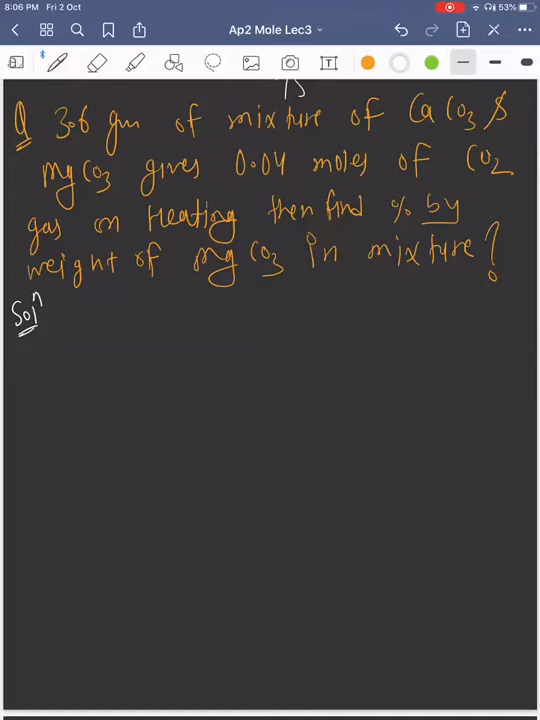 8:06 PM Fri 2 Oct 53%
Ap2 Mole Lec3
Q 3.6 gm of mixture of CaCO3 &
MgCO3 gives 0.04 moles of CO2
gas on Heating then find % by
weight of MgCO3 in mixture?
Solⁿ